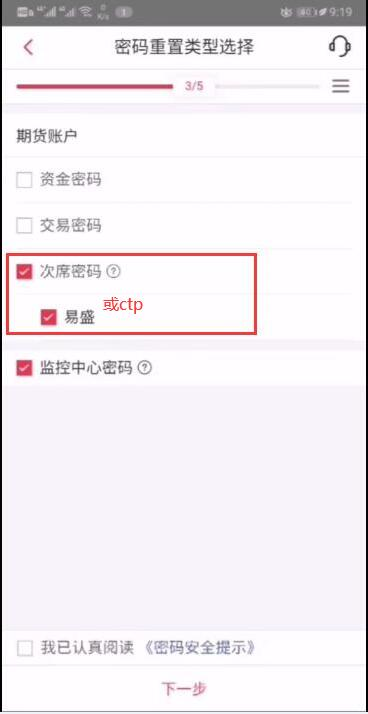 9:19
密码重置类型选择
3/5
期货账户
资金密码
交易密码
次席密码 ?
易盛 或ctp
监控中心密码 ?
我已认真阅读 《密码安全提示》
下一步